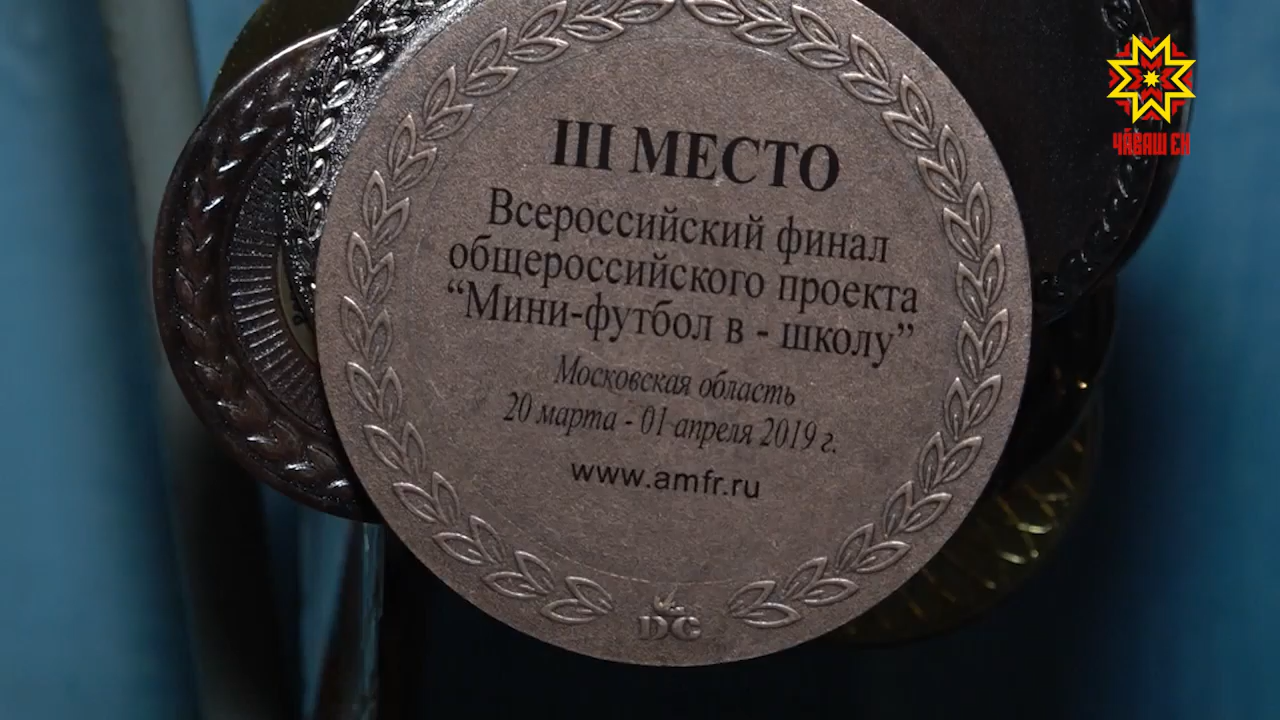 ЧӐВАШ ЕН
III МЕСТО
Всероссийский финал
общероссийского проекта
“Мини-футбол в - школу”
Московская область
20 марта - 01 апреля 2019 г.
www.amfr.ru
DG